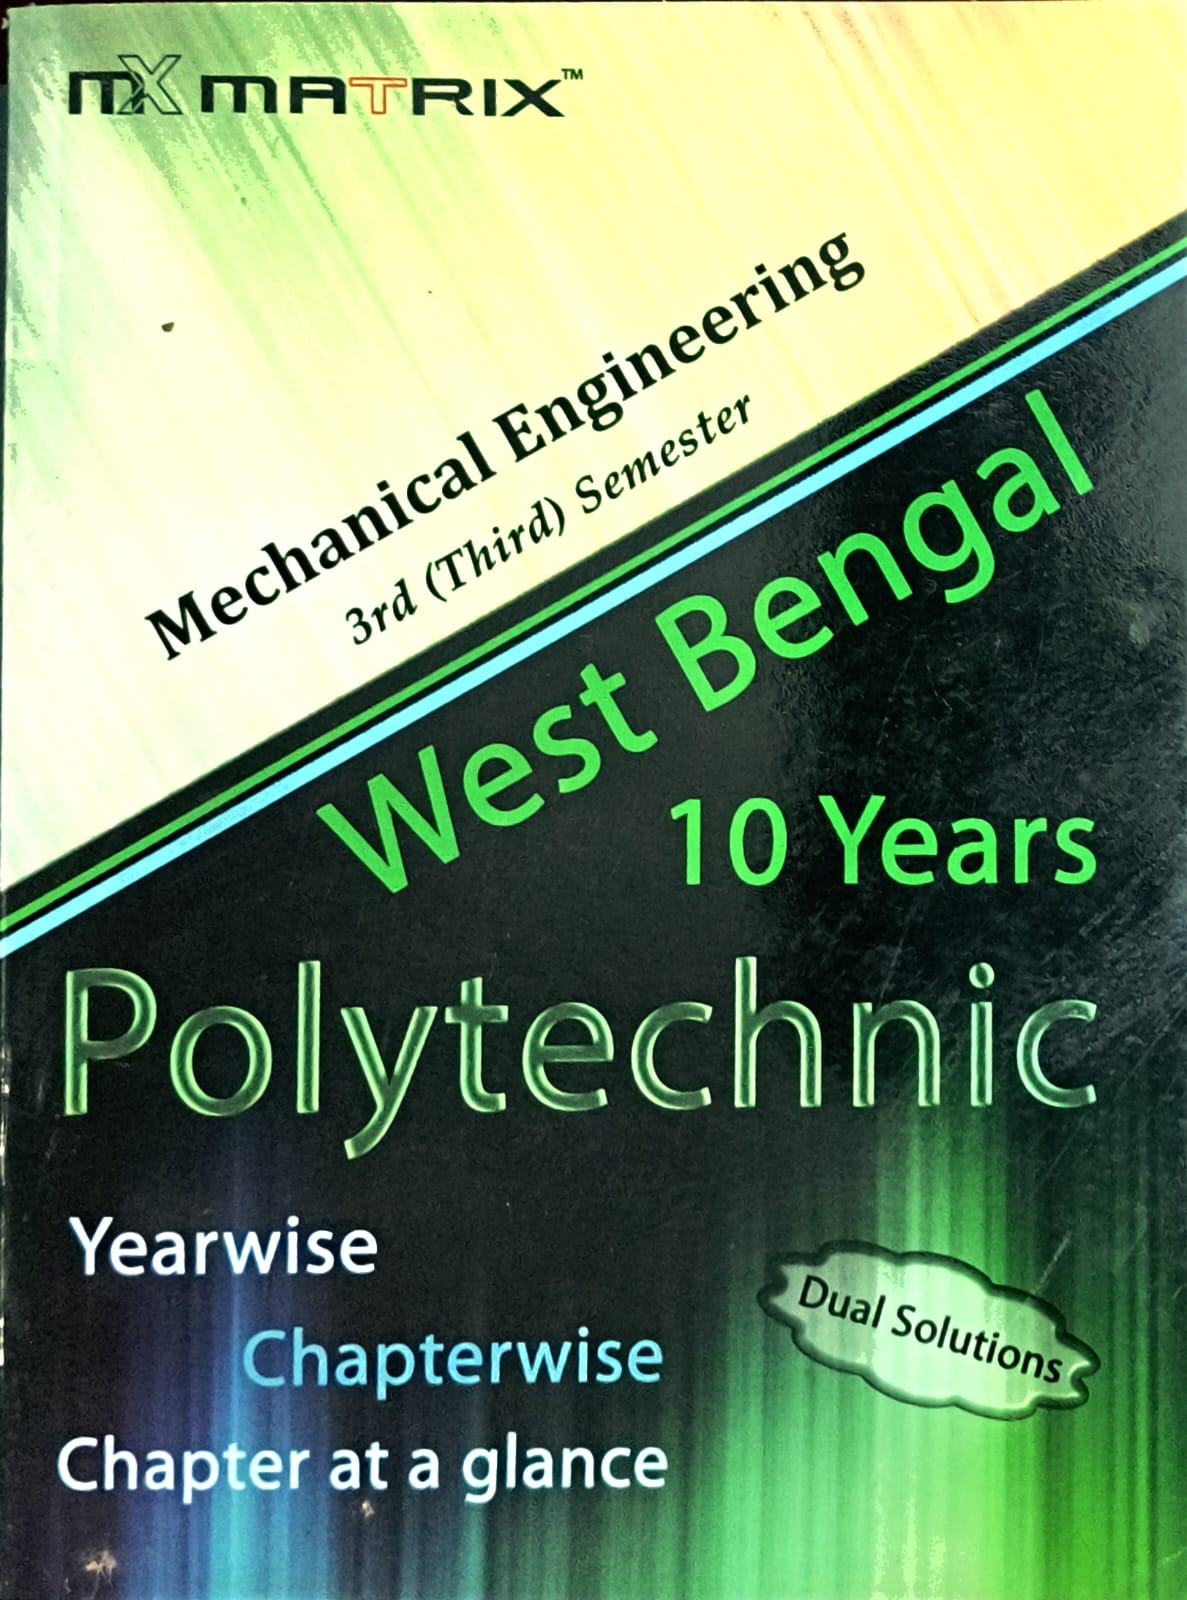 MX MATRIX™
Mechanical Engineering
3rd (Third) Semester
West Bengal
10 Years
Polytechnic
Yearwise
Chapterwise
Chapter at a glance
Dual Solutions